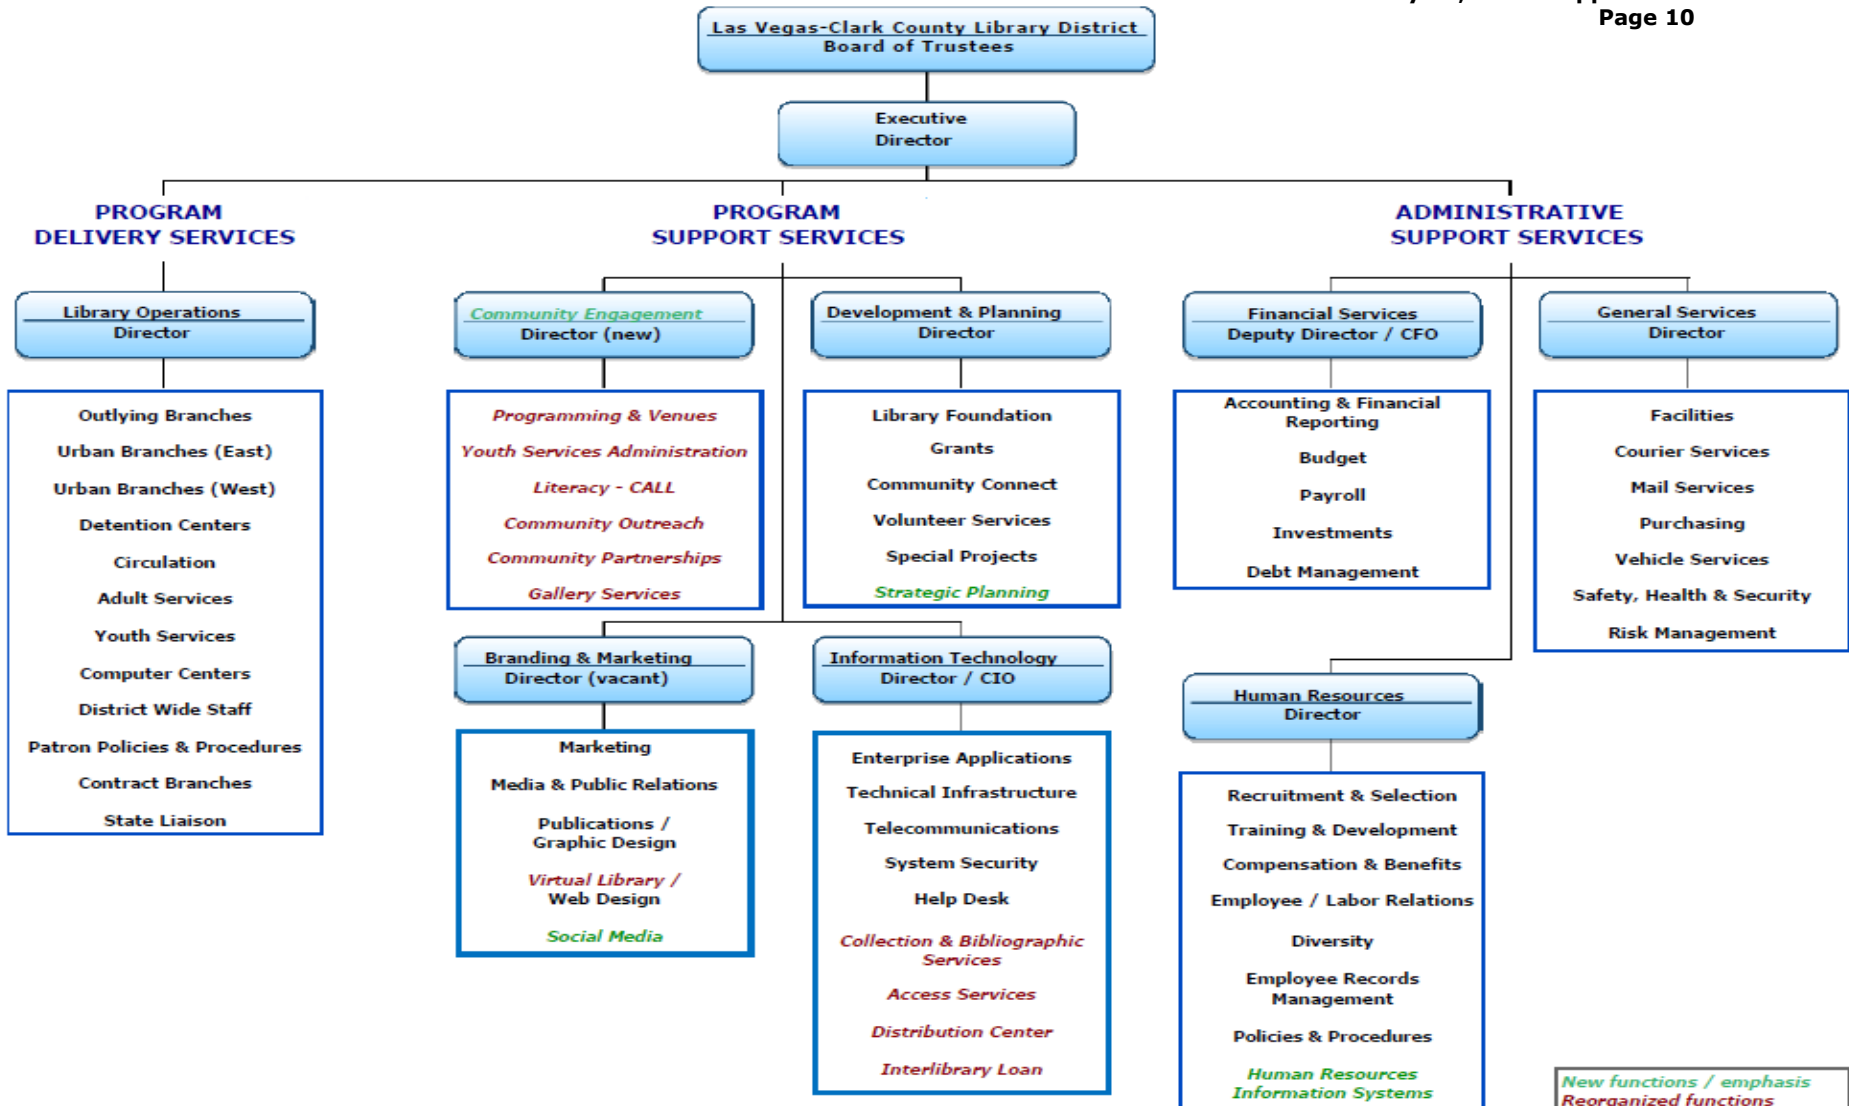 Page 10
Las Vegas-Clark County Library District
Board of Trustees
Executive
Director
PROGRAM
DELIVERY SERVICES
PROGRAM
SUPPORT SERVICES
ADMINISTRATIVE
SUPPORT SERVICES
Library Operations
Director
Outlying Branches
Urban Branches (East)
Urban Branches (West)
Detention Centers
Circulation
Adult Services
Youth Services
Computer Centers
District Wide Staff
Patron Policies & Procedures
Contract Branches
State Liaison
Community Engagement
Director (new)
Programming & Venues
Youth Services Administration
Literacy - CALL
Community Outreach
Community Partnerships
Gallery Services
Development & Planning
Director
Library Foundation
Grants
Community Connect
Volunteer Services
Special Projects
Strategic Planning
Branding & Marketing
Director (vacant)
Marketing
Media & Public Relations
Publications /
Graphic Design
Virtual Library /
Web Design
Social Media
Information Technology
Director / CIO
Enterprise Applications
Technical Infrastructure
Telecommunications
System Security
Help Desk
Collection & Bibliographic
Services
Access Services
Distribution Center
Interlibrary Loan
Financial Services
Deputy Director / CFO
Accounting & Financial
Reporting
Budget
Payroll
Investments
Debt Management
General Services
Director
Facilities
Courier Services
Mail Services
Purchasing
Vehicle Services
Safety, Health & Security
Risk Management
Human Resources
Director
Recruitment & Selection
Training & Development
Compensation & Benefits
Employee / Labor Relations
Diversity
Employee Records
Management
Policies & Procedures
Human Resources
Information Systems
New functions / emphasis
Reorganized functions